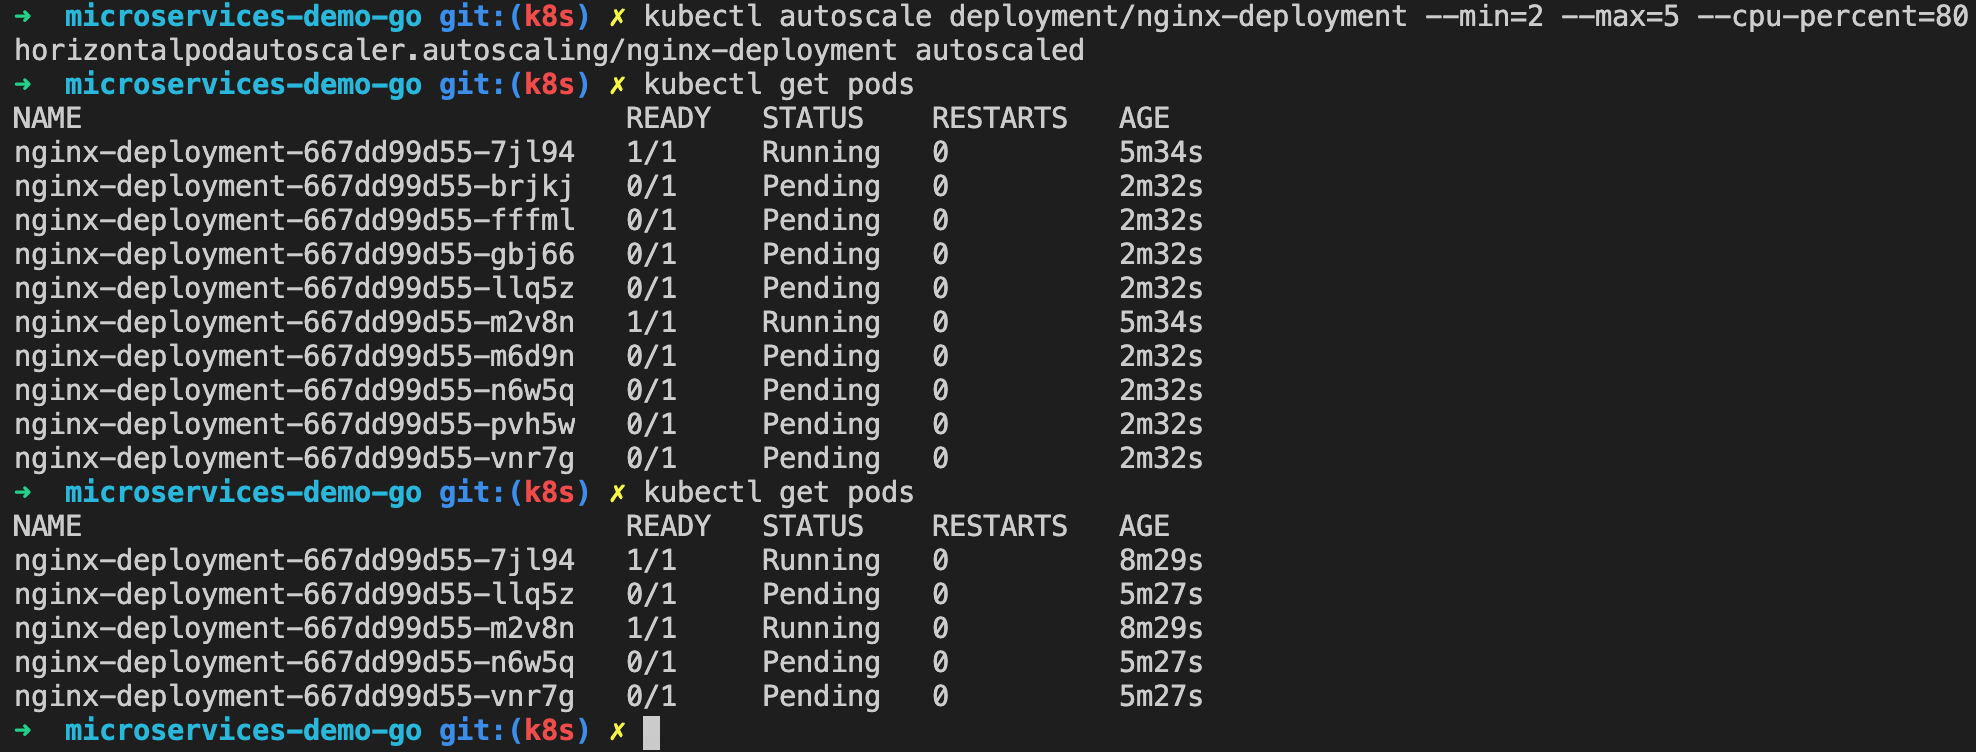 ➜  microservices-demo-go git:(k8s) ✗ kubectl autoscale deployment/nginx-deployment --min=2 --max=5 --cpu-percent=80
horizontalpodautoscaler.autoscaling/nginx-deployment autoscaled
➜  microservices-demo-go git:(k8s) ✗ kubectl get pods
NAME                                READY   STATUS    RESTARTS   AGE
nginx-deployment-667dd99d55-7jl94   1/1     Running   0          5m34s
nginx-deployment-667dd99d55-brjkj   0/1     Pending   0          2m32s
nginx-deployment-667dd99d55-fffml   0/1     Pending   0          2m32s
nginx-deployment-667dd99d55-gbj66   0/1     Pending   0          2m32s
nginx-deployment-667dd99d55-llq5z   0/1     Pending   0          2m32s
nginx-deployment-667dd99d55-m2v8n   1/1     Running   0          5m34s
nginx-deployment-667dd99d55-m6d9n   0/1     Pending   0          2m32s
nginx-deployment-667dd99d55-n6w5q   0/1     Pending   0          2m32s
nginx-deployment-667dd99d55-pvh5w   0/1     Pending   0          2m32s
nginx-deployment-667dd99d55-vnr7g   0/1     Pending   0          2m32s
➜  microservices-demo-go git:(k8s) ✗ kubectl get pods
NAME                                READY   STATUS    RESTARTS   AGE
nginx-deployment-667dd99d55-7jl94   1/1     Running   0          8m29s
nginx-deployment-667dd99d55-llq5z   0/1     Pending   0          5m27s
nginx-deployment-667dd99d55-m2v8n   1/1     Running   0          8m29s
nginx-deployment-667dd99d55-n6w5q   0/1     Pending   0          5m27s
nginx-deployment-667dd99d55-vnr7g   0/1     Pending   0          5m27s
➜  microservices-demo-go git:(k8s) ✗